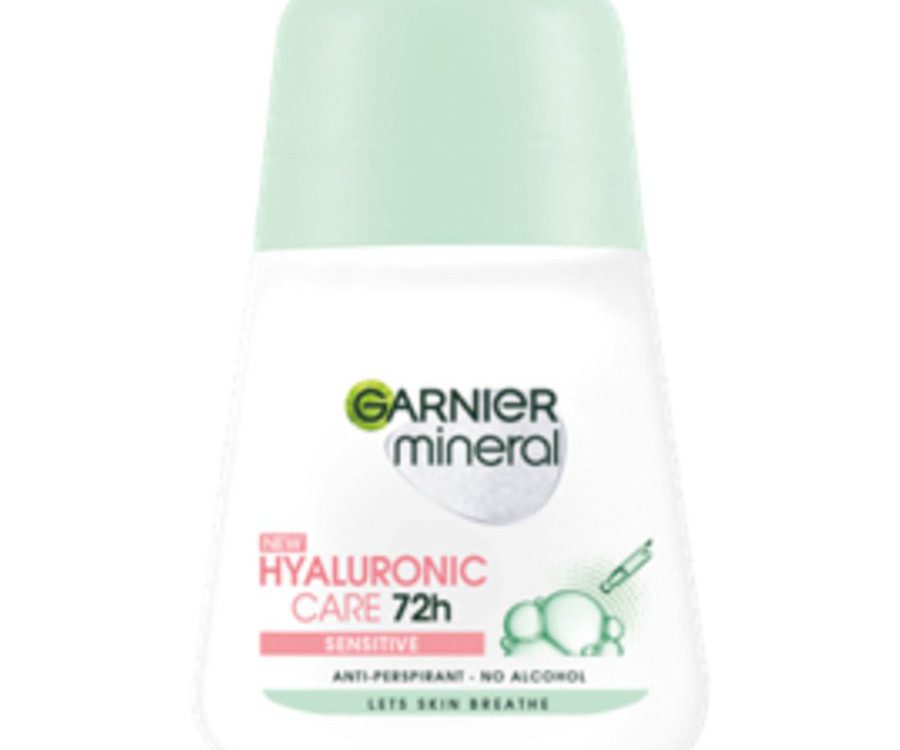 GARNIER
mineral
NEW
HYALURONIC
CARE 72h
SENSITIVE
ANTI-PERSPIRANT - NO ALCOHOL
LETS SKIN BREATHE